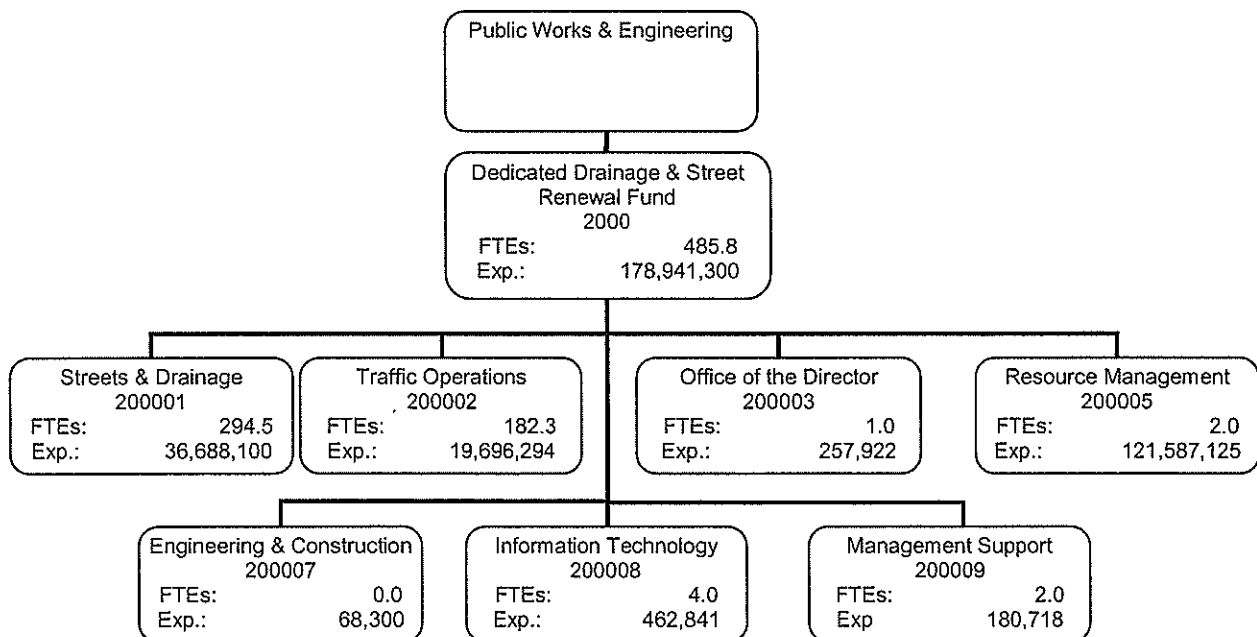 Public Works & Engineering
Dedicated Drainage & Street
Renewal Fund
2000
FTEs: 485.8
Exp.: 178,941,300
Streets & Drainage
200001
FTEs: 294.5
Exp.: 36,688,100
Traffic Operations
200002
FTEs: 182.3
Exp.: 19,696,294
Office of the Director
200003
FTEs: 1.0
Exp.: 257,922
Resource Management
200005
FTEs: 2.0
Exp.: 121,587,125
Engineering & Construction
200007
FTEs: 0.0
Exp.: 68,300
Information Technology
200008
FTEs: 4.0
Exp.: 462,841
Management Support
200009
FTEs: 2.0
Exp 180,718